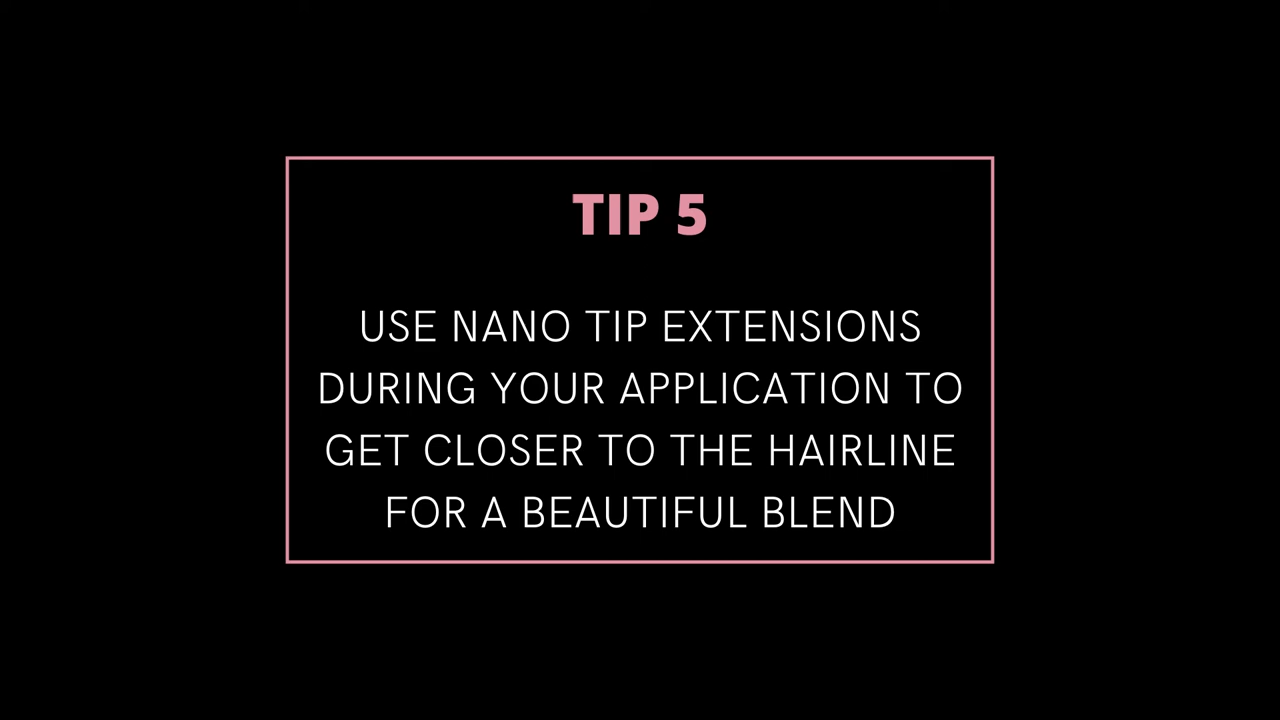 TIP 5
USE NANO TIP EXTENSIONS
DURING YOUR APPLICATION TO
GET CLOSER TO THE HAIRLINE
FOR A BEAUTIFUL BLEND